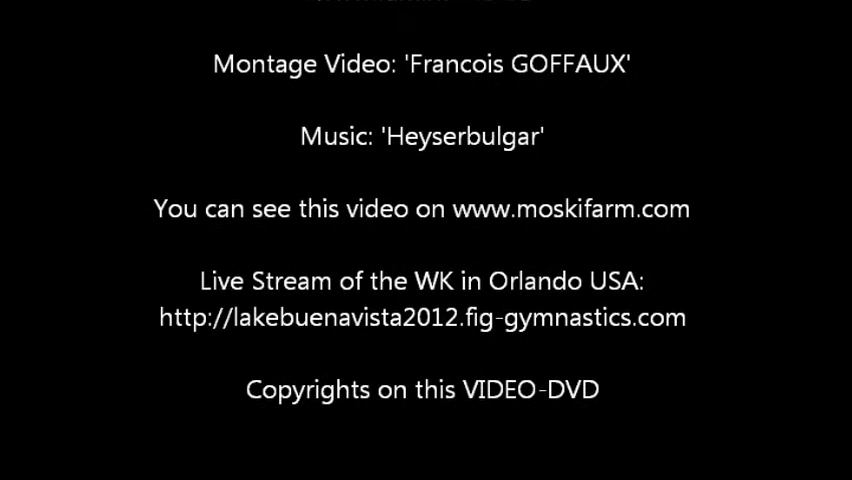 Montage Video: 'Francois GOFFAUX'
Music: 'Heyserbulgar'
You can see this video on www.moskifarm.com
Live Stream of the WK in Orlando USA:
http://lakebuenavista2012.fig-gymnastics.com
Copyrights on this VIDEO-DVD